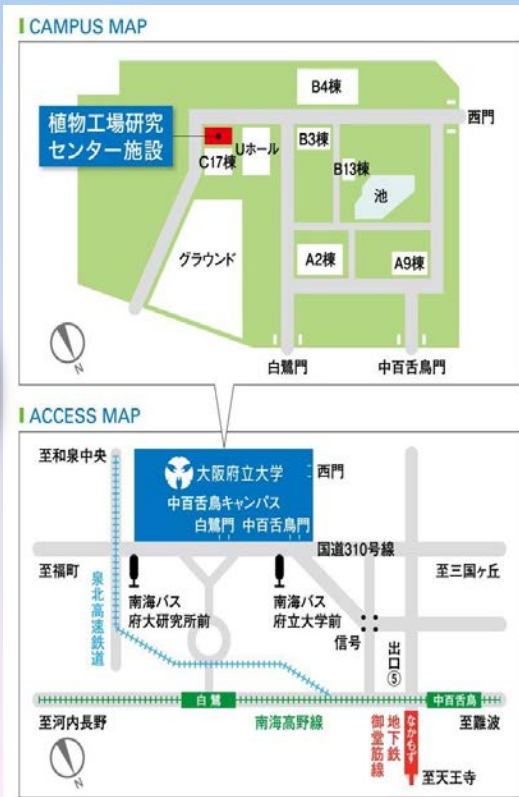 CAMPUS MAP
B4棟
西門
植物工場研究
センター施設
Uホール
B3棟
C17棟
B13棟
池
グラウンド
A2棟
A9棟
N
白鷺門
中百舌鳥門
ACCESS MAP
至和泉中央
大阪府立大学
西門
中百舌鳥キャンパス
白鷺門 中百舌鳥門
国道310号線
至福町
泉北高速鉄道
南海バス
府大研究所前
南海バス
府立大学前
至三国ヶ丘
信号
出口⑤
白鷺
中百舌鳥
至河内長野
南海高野線
地下鉄
御堂筋線
なかもず
至難波
至天王寺
N